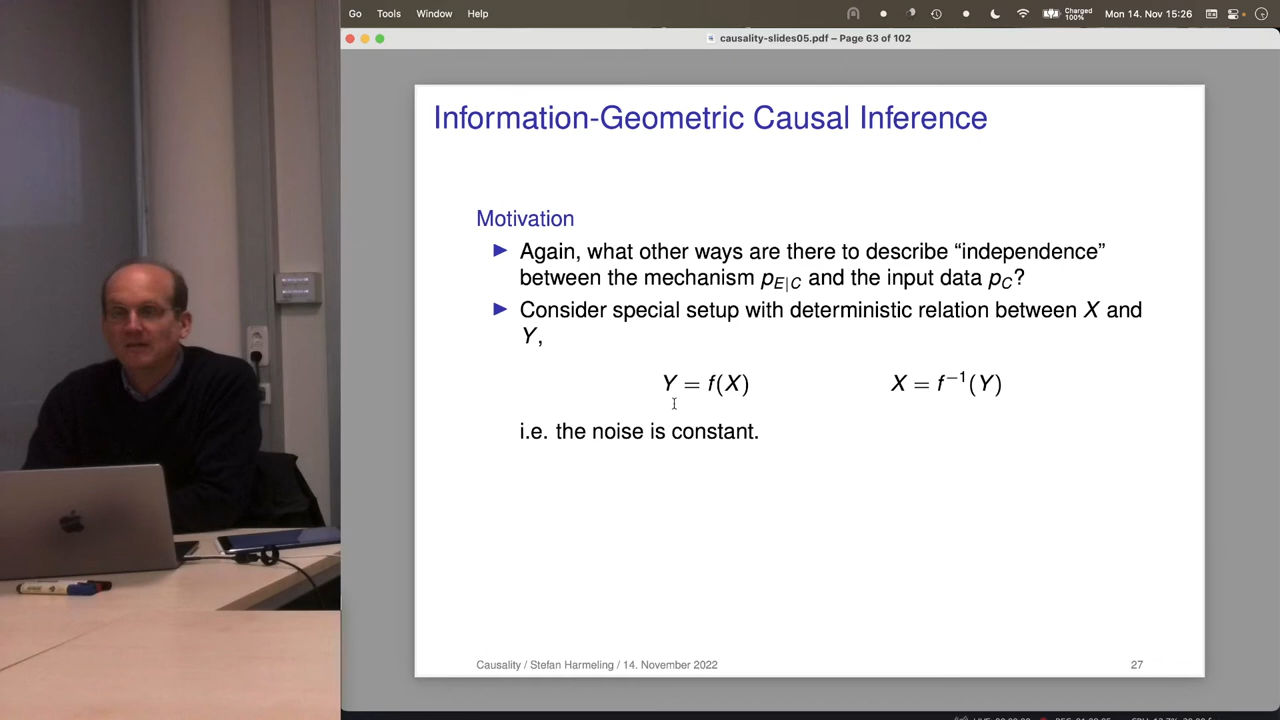 Go Tools Window Help
Charged
100%
Mon 14. Nov 15:26
causality-slides05.pdf – Page 63 of 102
Information-Geometric Causal Inference
Motivation
▶ Again, what other ways are there to describe “independence”
between the mechanism p_{E|C} and the input data p_C?
▶ Consider special setup with deterministic relation between X and
Y,
Y = f(X) X = f⁻¹(Y)
i.e. the noise is constant.
Causality / Stefan Harmeling / 14. November 2022 27